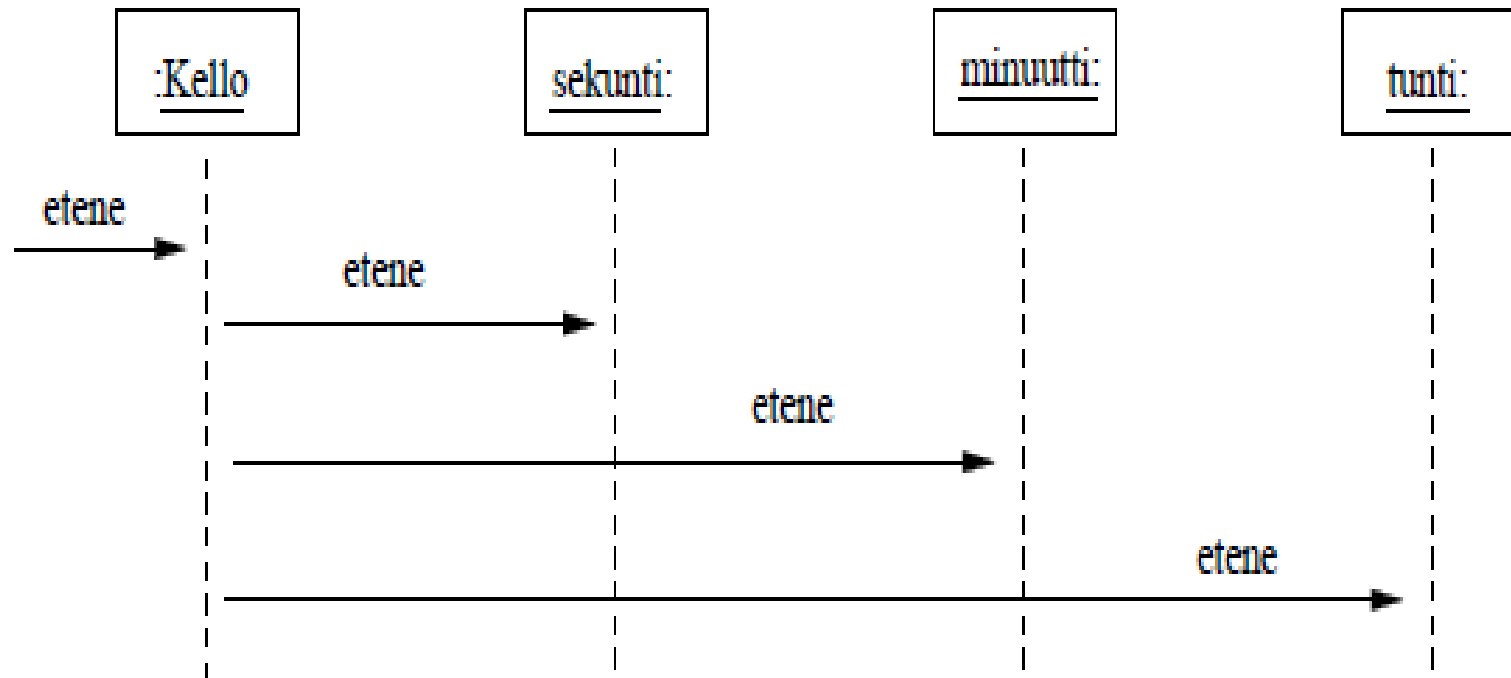 :Kello
sekunti:
minuutti:
tunti:
etene
etene
etene
etene